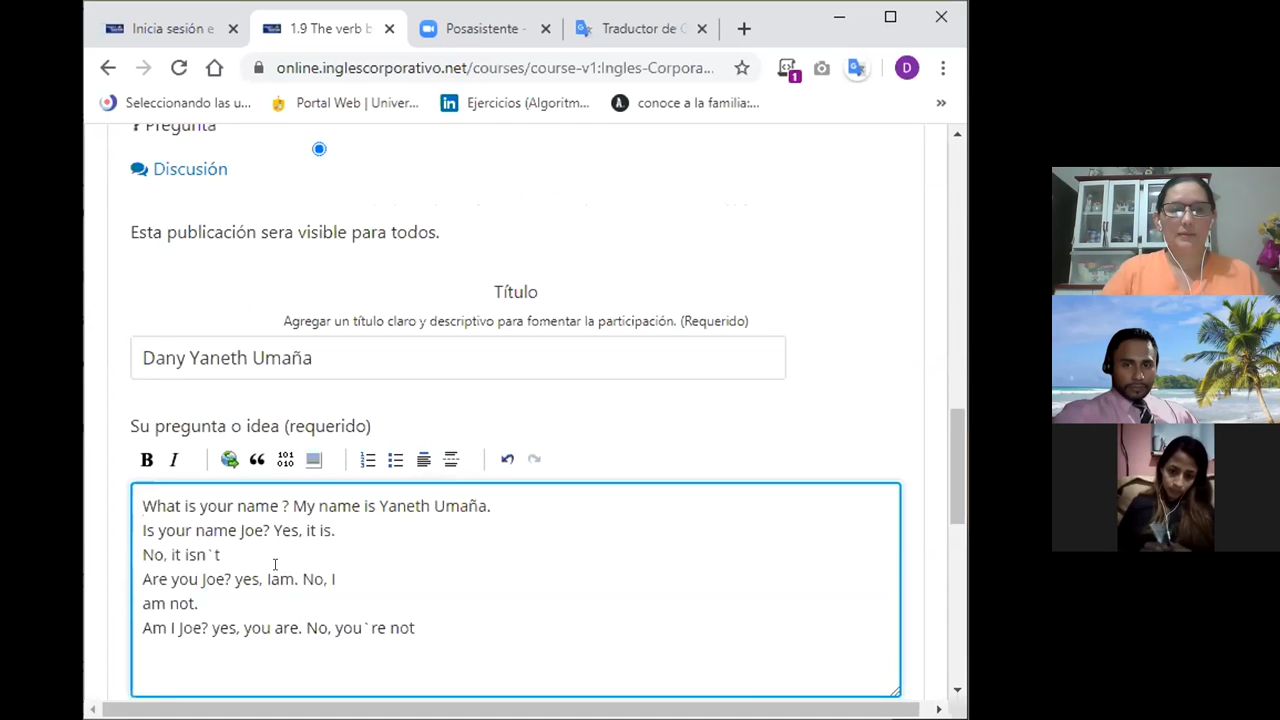 Inicia sesión e
1.9 The verb b
Posasistente -
Traductor de G
online.inglescorporativo.net/courses/course-v1:Ingles-Corpora...
1
D
Seleccionando las u...
Portal Web | Univer...
Ejercicios (Algoritm...
conoce a la familia:...
»
? Pregunta
Discusión
Esta publicación sera visible para todos.
Título
Agregar un título claro y descriptivo para fomentar la participación. (Requerido)
Dany Yaneth Umaña
Su pregunta o idea (requerido)
B I
101
010
What is your name ? My name is Yaneth Umaña.
Is your name Joe? Yes, it is.
No, it isn`t
Are you Joe? yes, Iam. No, I
am not.
Am I Joe? yes, you are. No, you`re not